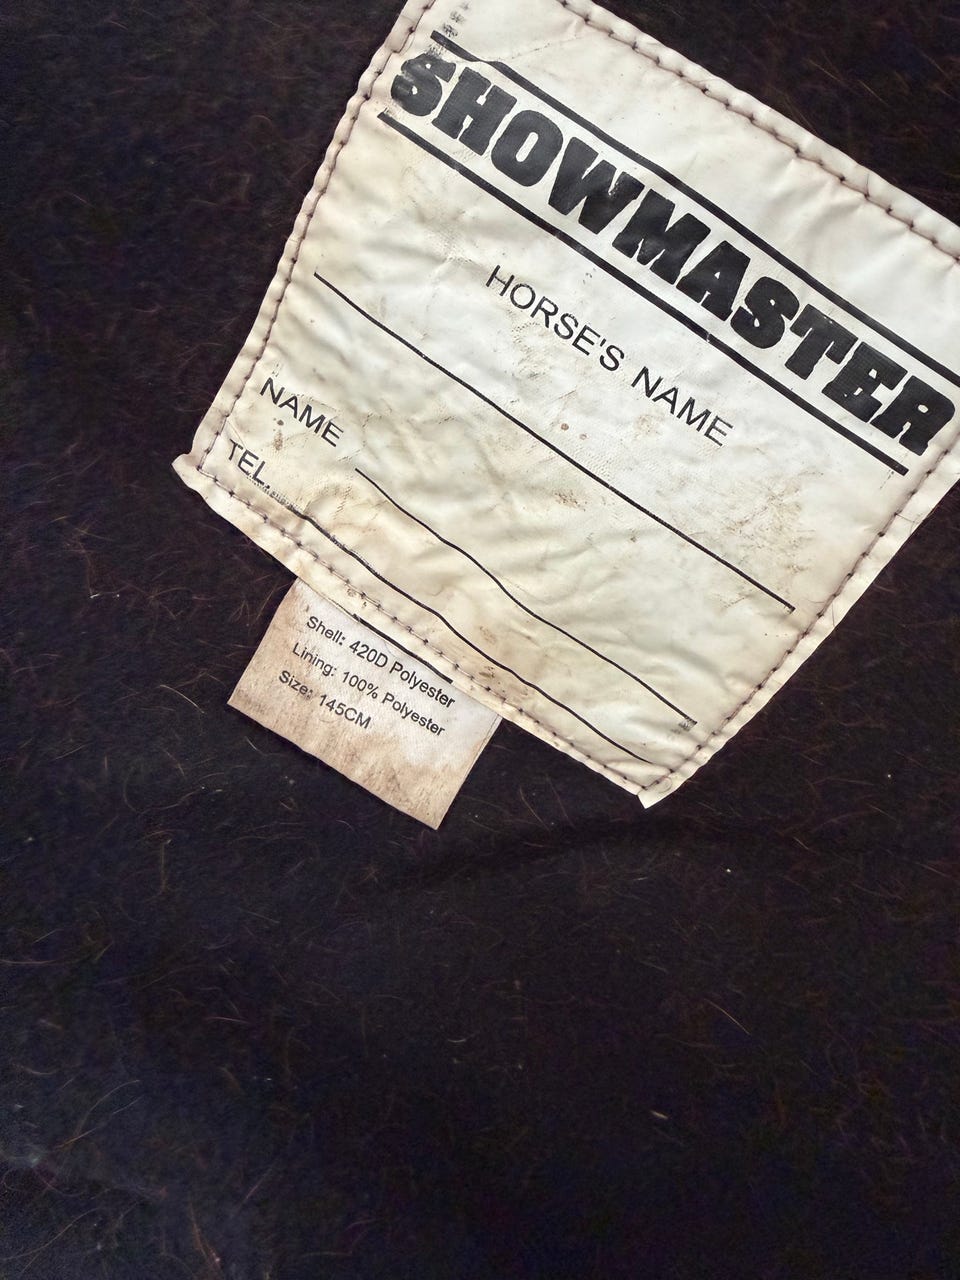 SHOWMASTER
HORSE'S NAME
NAME
TEL.
Shell: 420D Polyester
Lining: 100% Polyester
Size: 145CM